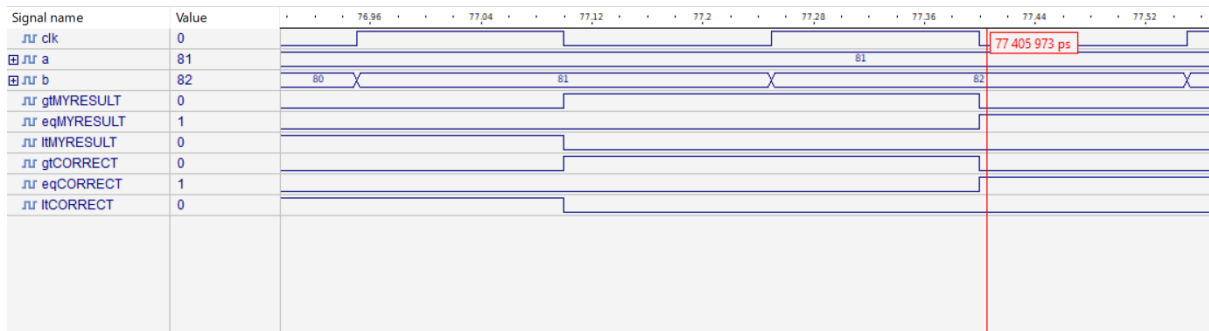 Signal name Value 76.96 77.04 77.12 77.2 77.28 77.36 77.44 77.52
clk 0 77 405 973 ps
a 81 81
b 82 80 81 82
gtMYRESULT 0
eqMYRESULT 1
ltMYRESULT 0
gtCORRECT 0
eqCORRECT 1
ltCORRECT 0